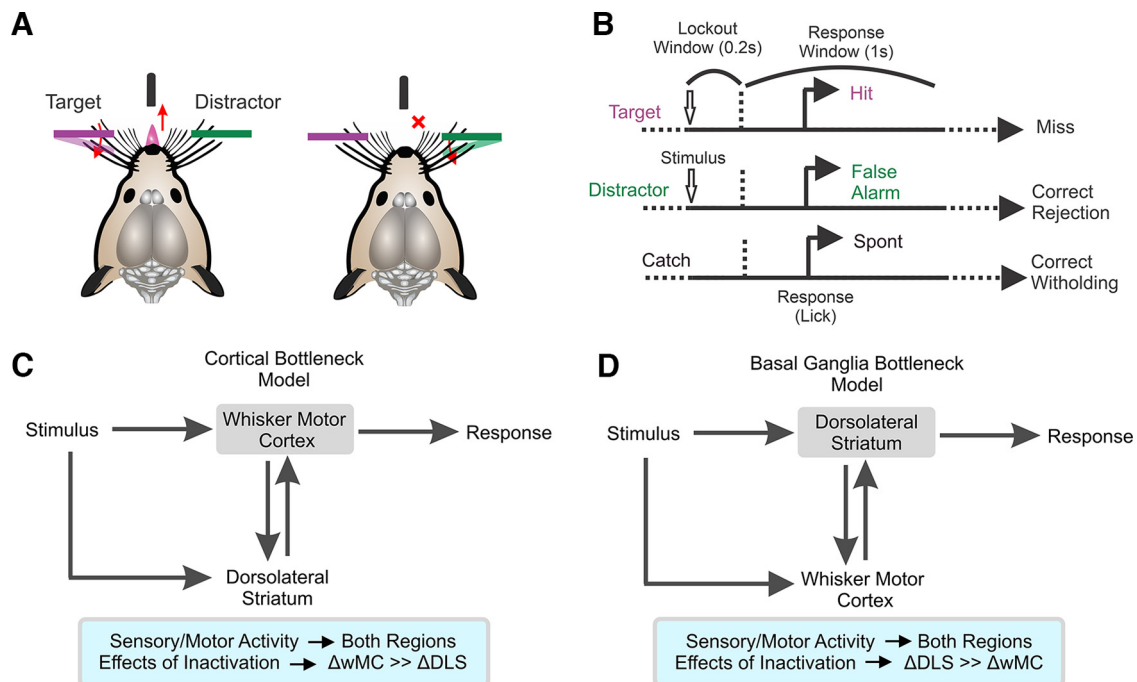 A
Target
Distractor
B
Lockout
Window (0.2s)
Response
Window (1s)
Target
Hit
Miss
Stimulus
Distractor
False
Alarm
Correct
Rejection
Catch
Spont
Correct
Witholding
Response
(Lick)
C
Cortical Bottleneck
Model
Stimulus
Whisker Motor
Cortex
Response
Dorsolateral
Striatum
Sensory/Motor Activity → Both Regions
Effects of Inactivation → ΔwMC >> ΔDLS
D
Basal Ganglia Bottleneck
Model
Stimulus
Dorsolateral
Striatum
Response
Whisker Motor
Cortex
Sensory/Motor Activity → Both Regions
Effects of Inactivation → ΔDLS >> ΔwMC